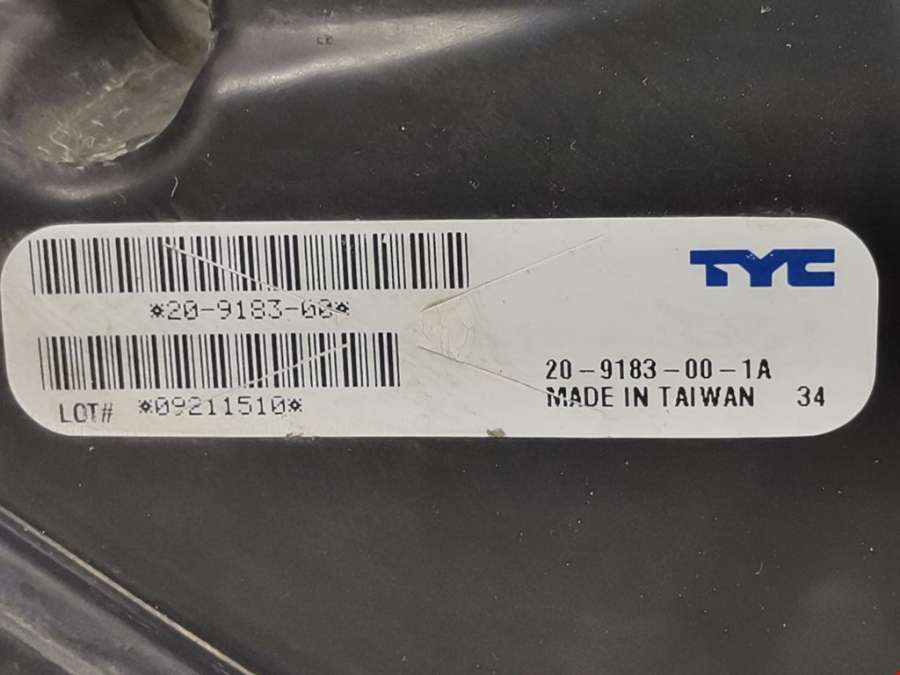 *20-9183-00*
LOT# *09211510*
TYC
20-9183-00-1A
MADE IN TAIWAN 34